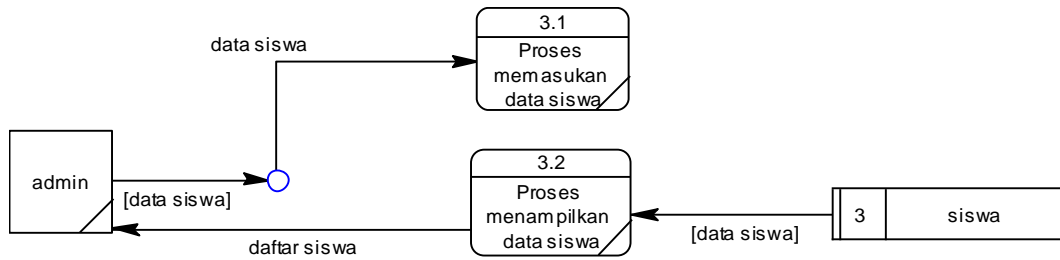 3.1
Proses
memasukan
data siswa
data siswa
admin
[data siswa]
3.2
Proses
menampilkan
data siswa
3
siswa
[data siswa]
daftar siswa